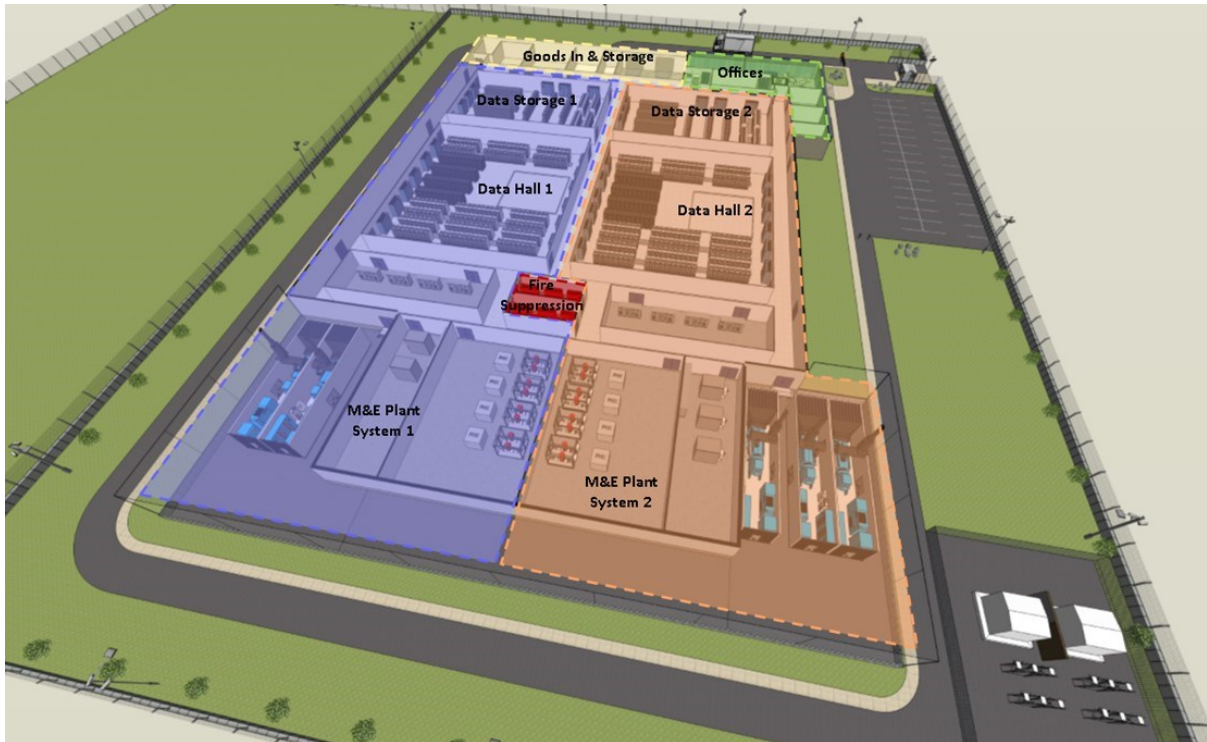 Goods In & Storage
Offices
Data Storage 1
Data Storage 2
Data Hall 1
Data Hall 2
Fire
Suppression
M&E Plant
System 1
M&E Plant
System 2